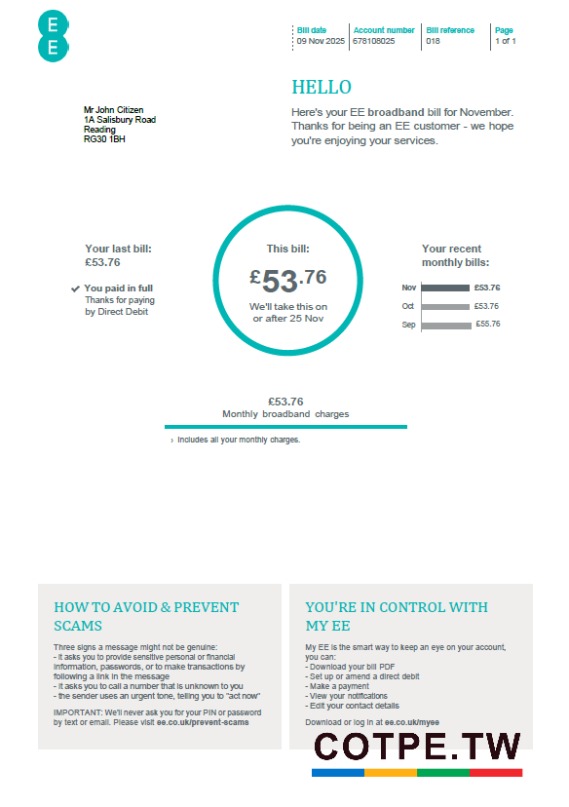 E
E
Bill date
09 Nov 2025
Account number
678108025
Bill reference
018
Page
1 of 1
HELLO
Here's your EE broadband bill for November.
Thanks for being an EE customer - we hope
you're enjoying your services.
Mr John Citizen
1A Salisbury Road
Reading
RG30 1BH
Your last bill:
£53.76
You paid in full
Thanks for paying
by Direct Debit
This bill:
£53.76
We'll take this on
or after 25 Nov
Your recent
monthly bills:
Nov £53.76
Oct £53.76
Sep £55.76
£53.76
Monthly broadband charges
› Includes all your monthly charges.
HOW TO AVOID & PREVENT
SCAMS
Three signs a message might not be genuine:
- it asks you to provide sensitive personal or financial
information, passwords, or to make transactions by
following a link in the message
- it asks you to call a number that is unknown to you
- the sender uses an urgent tone, telling you to "act now"
IMPORTANT: We'll never ask you for your PIN or password
by text or email. Please visit ee.co.uk/prevent-scams
YOU'RE IN CONTROL WITH
MY EE
My EE is the smart way to keep an eye on your account,
you can:
- Download your bill PDF
- Set up or amend a direct debit
- Make a payment
- View your notifications
- Edit your contact details
Download or log in at ee.co.uk/myee
COTPE.TW